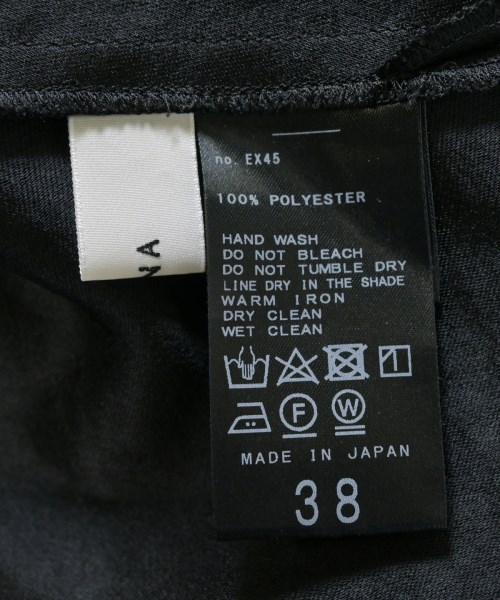 NA
no. EX45
100% POLYESTER
HAND WASH
DO NOT BLEACH
DO NOT TUMBLE DRY
LINE DRY IN THE SHADE
WARM IRON
DRY CLEAN
WET CLEAN
F
W
MADE IN JAPAN
38